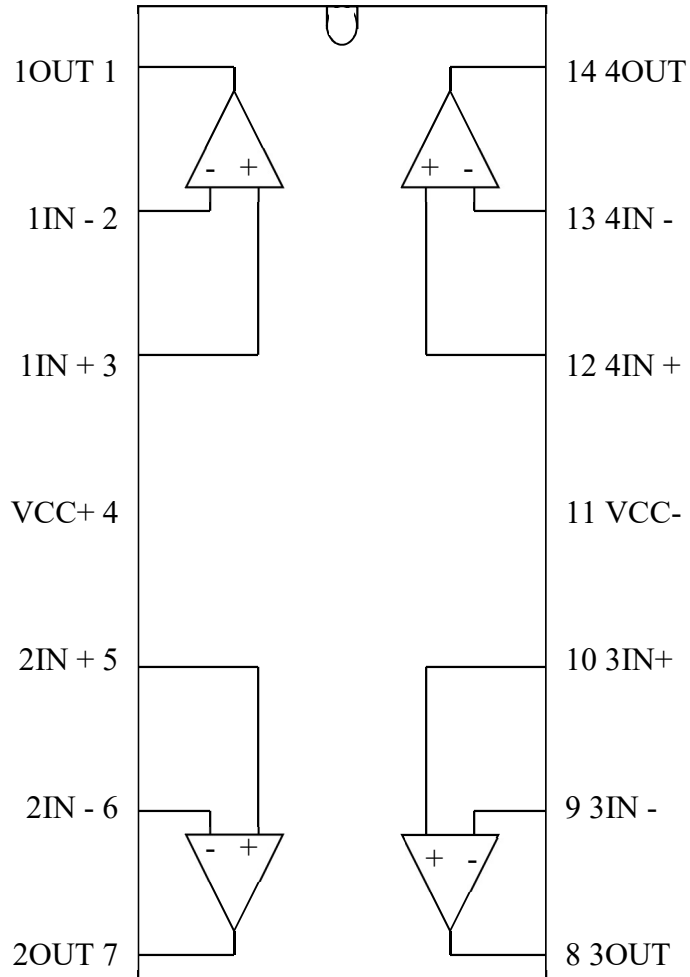 1OUT 1
14 4OUT
- +
+ -
1IN - 2
13 4IN -
1IN + 3
12 4IN +
VCC+ 4
11 VCC-
2IN + 5
10 3IN+
2IN - 6
9 3IN -
- +
+ -
2OUT 7
8 3OUT